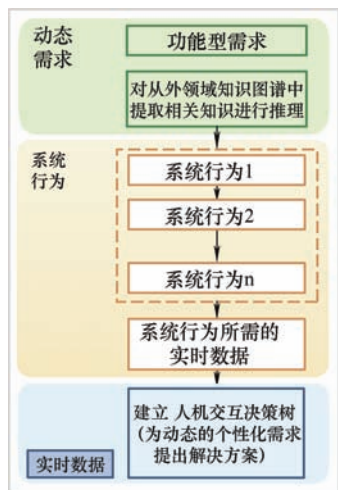 动态
需求
功能型需求
对从外领域知识图谱中
提取相关知识进行推理
系统
行为
系统行为1
系统行为2
系统行为n
系统行为所需的
实时数据
建立 人机交互决策树
(为动态的个性化需求
提出解决方案)
实时数据